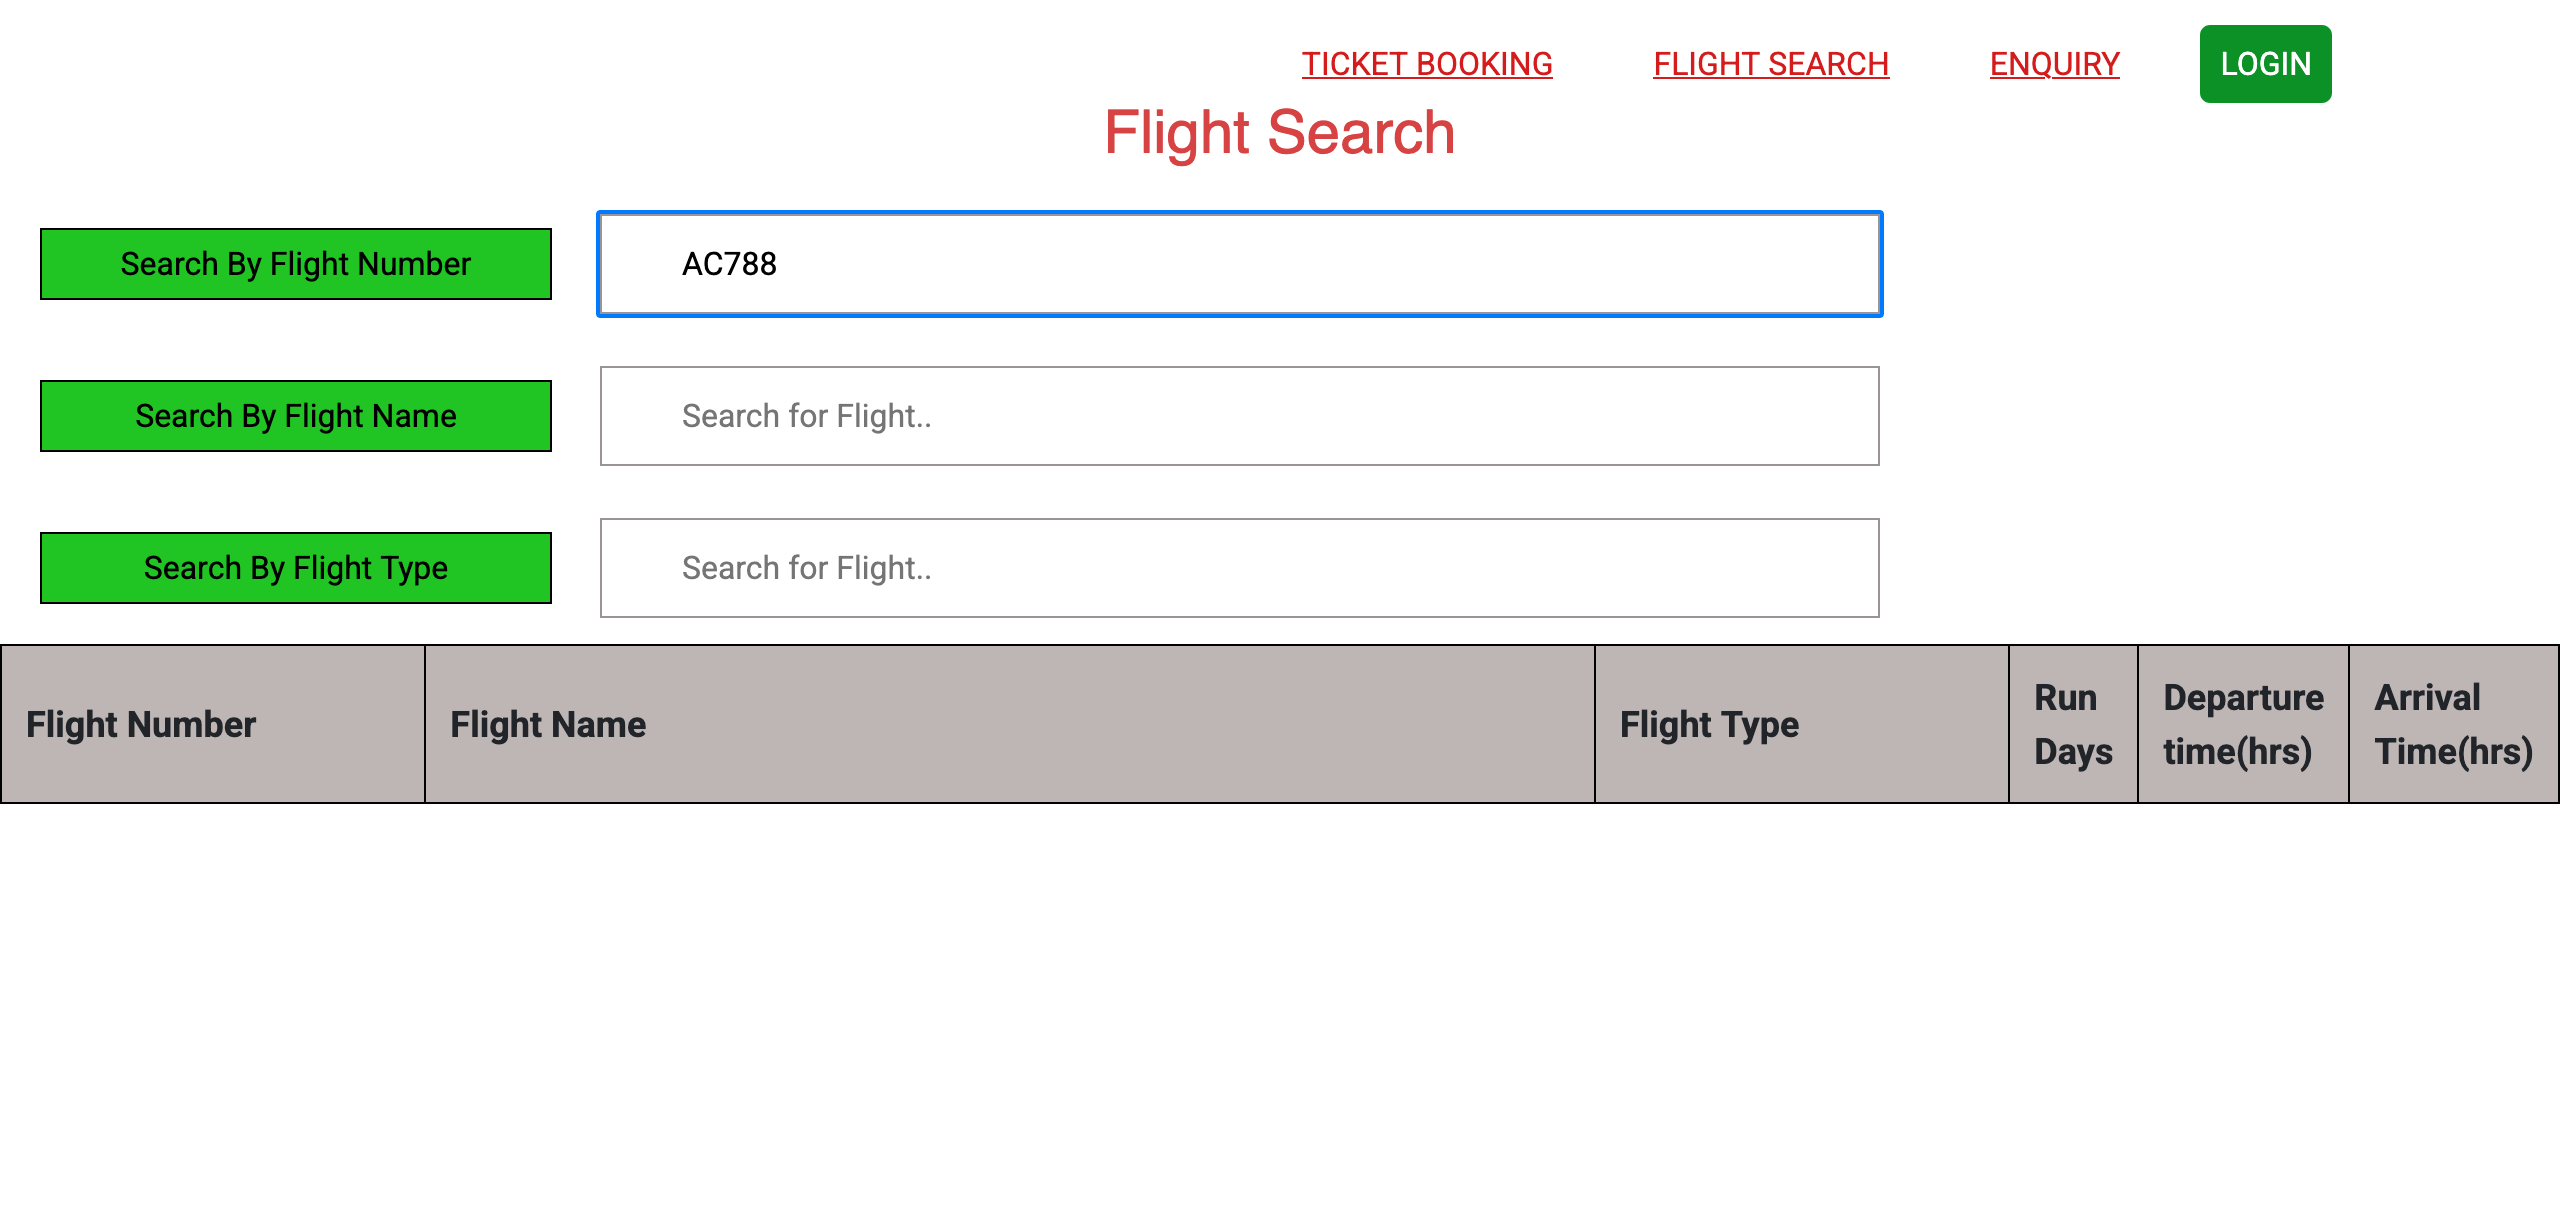 TICKET BOOKING FLIGHT SEARCH ENQUIRY LOGIN
Flight Search
Search By Flight Number AC788
Search By Flight Name Search for Flight..
Search By Flight Type Search for Flight..
Flight Number Flight Name Flight Type Run Days Departure time(hrs) Arrival Time(hrs)